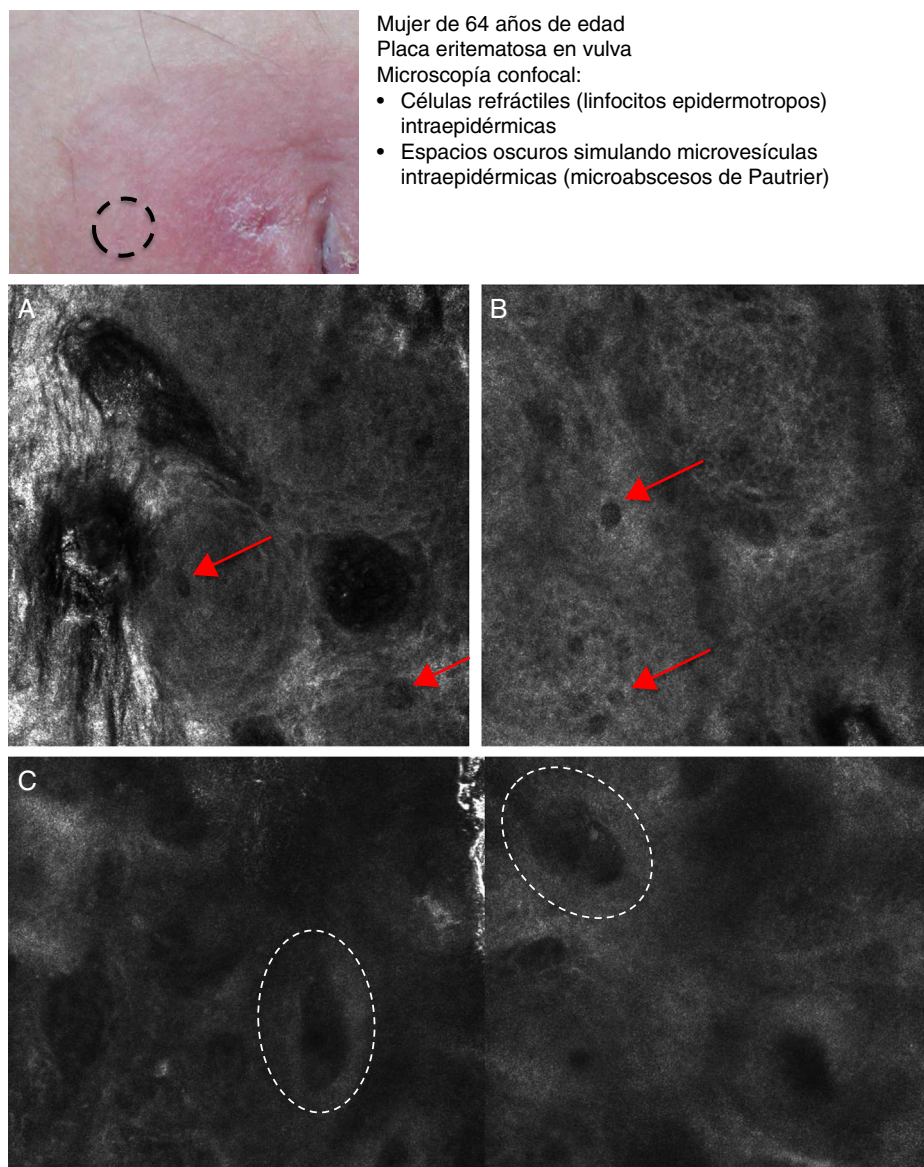 Mujer de 64 años de edad
Placa eritematosa en vulva
Microscopía confocal:
• Células refráctiles (linfocitos epidermotropos)
intraepidérmicas
• Espacios oscuros simulando microvesículas
intraepidérmicas (microabscesos de Pautrier)
A
B
C